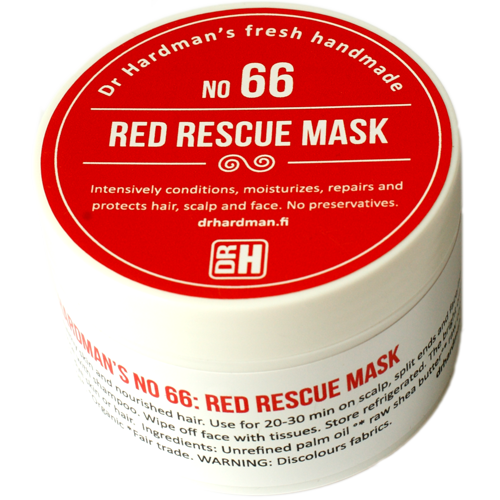 Dr Hardman's fresh handmade
NO 66
RED RESCUE MASK
Intensively conditions, moisturizes, repairs and
protects hair, scalp and face. No preservatives.
drhardman.fi
DR H
HARDMAN'S NO 66: RED RESCUE MASK
and nourished hair. Use for 20-30 min on scalp, split ends and
shampoo. Wipe off face with tissues. Store refrigerated. The
or hair. Ingredients: Unrefined palm oil °* raw shea butter
*Fair trade. WARNING: Discolours fabrics.